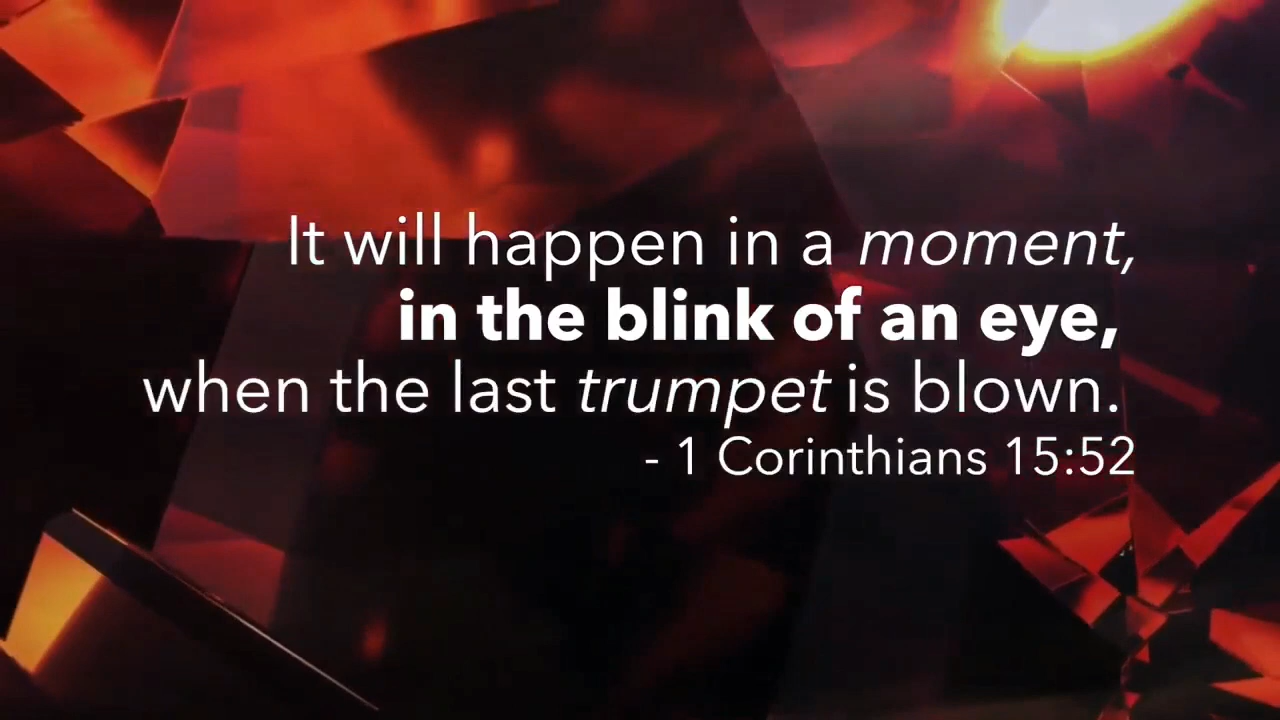 It will happen in a moment,
in the blink of an eye,
when the last trumpet is blown.
- 1 Corinthians 15:52